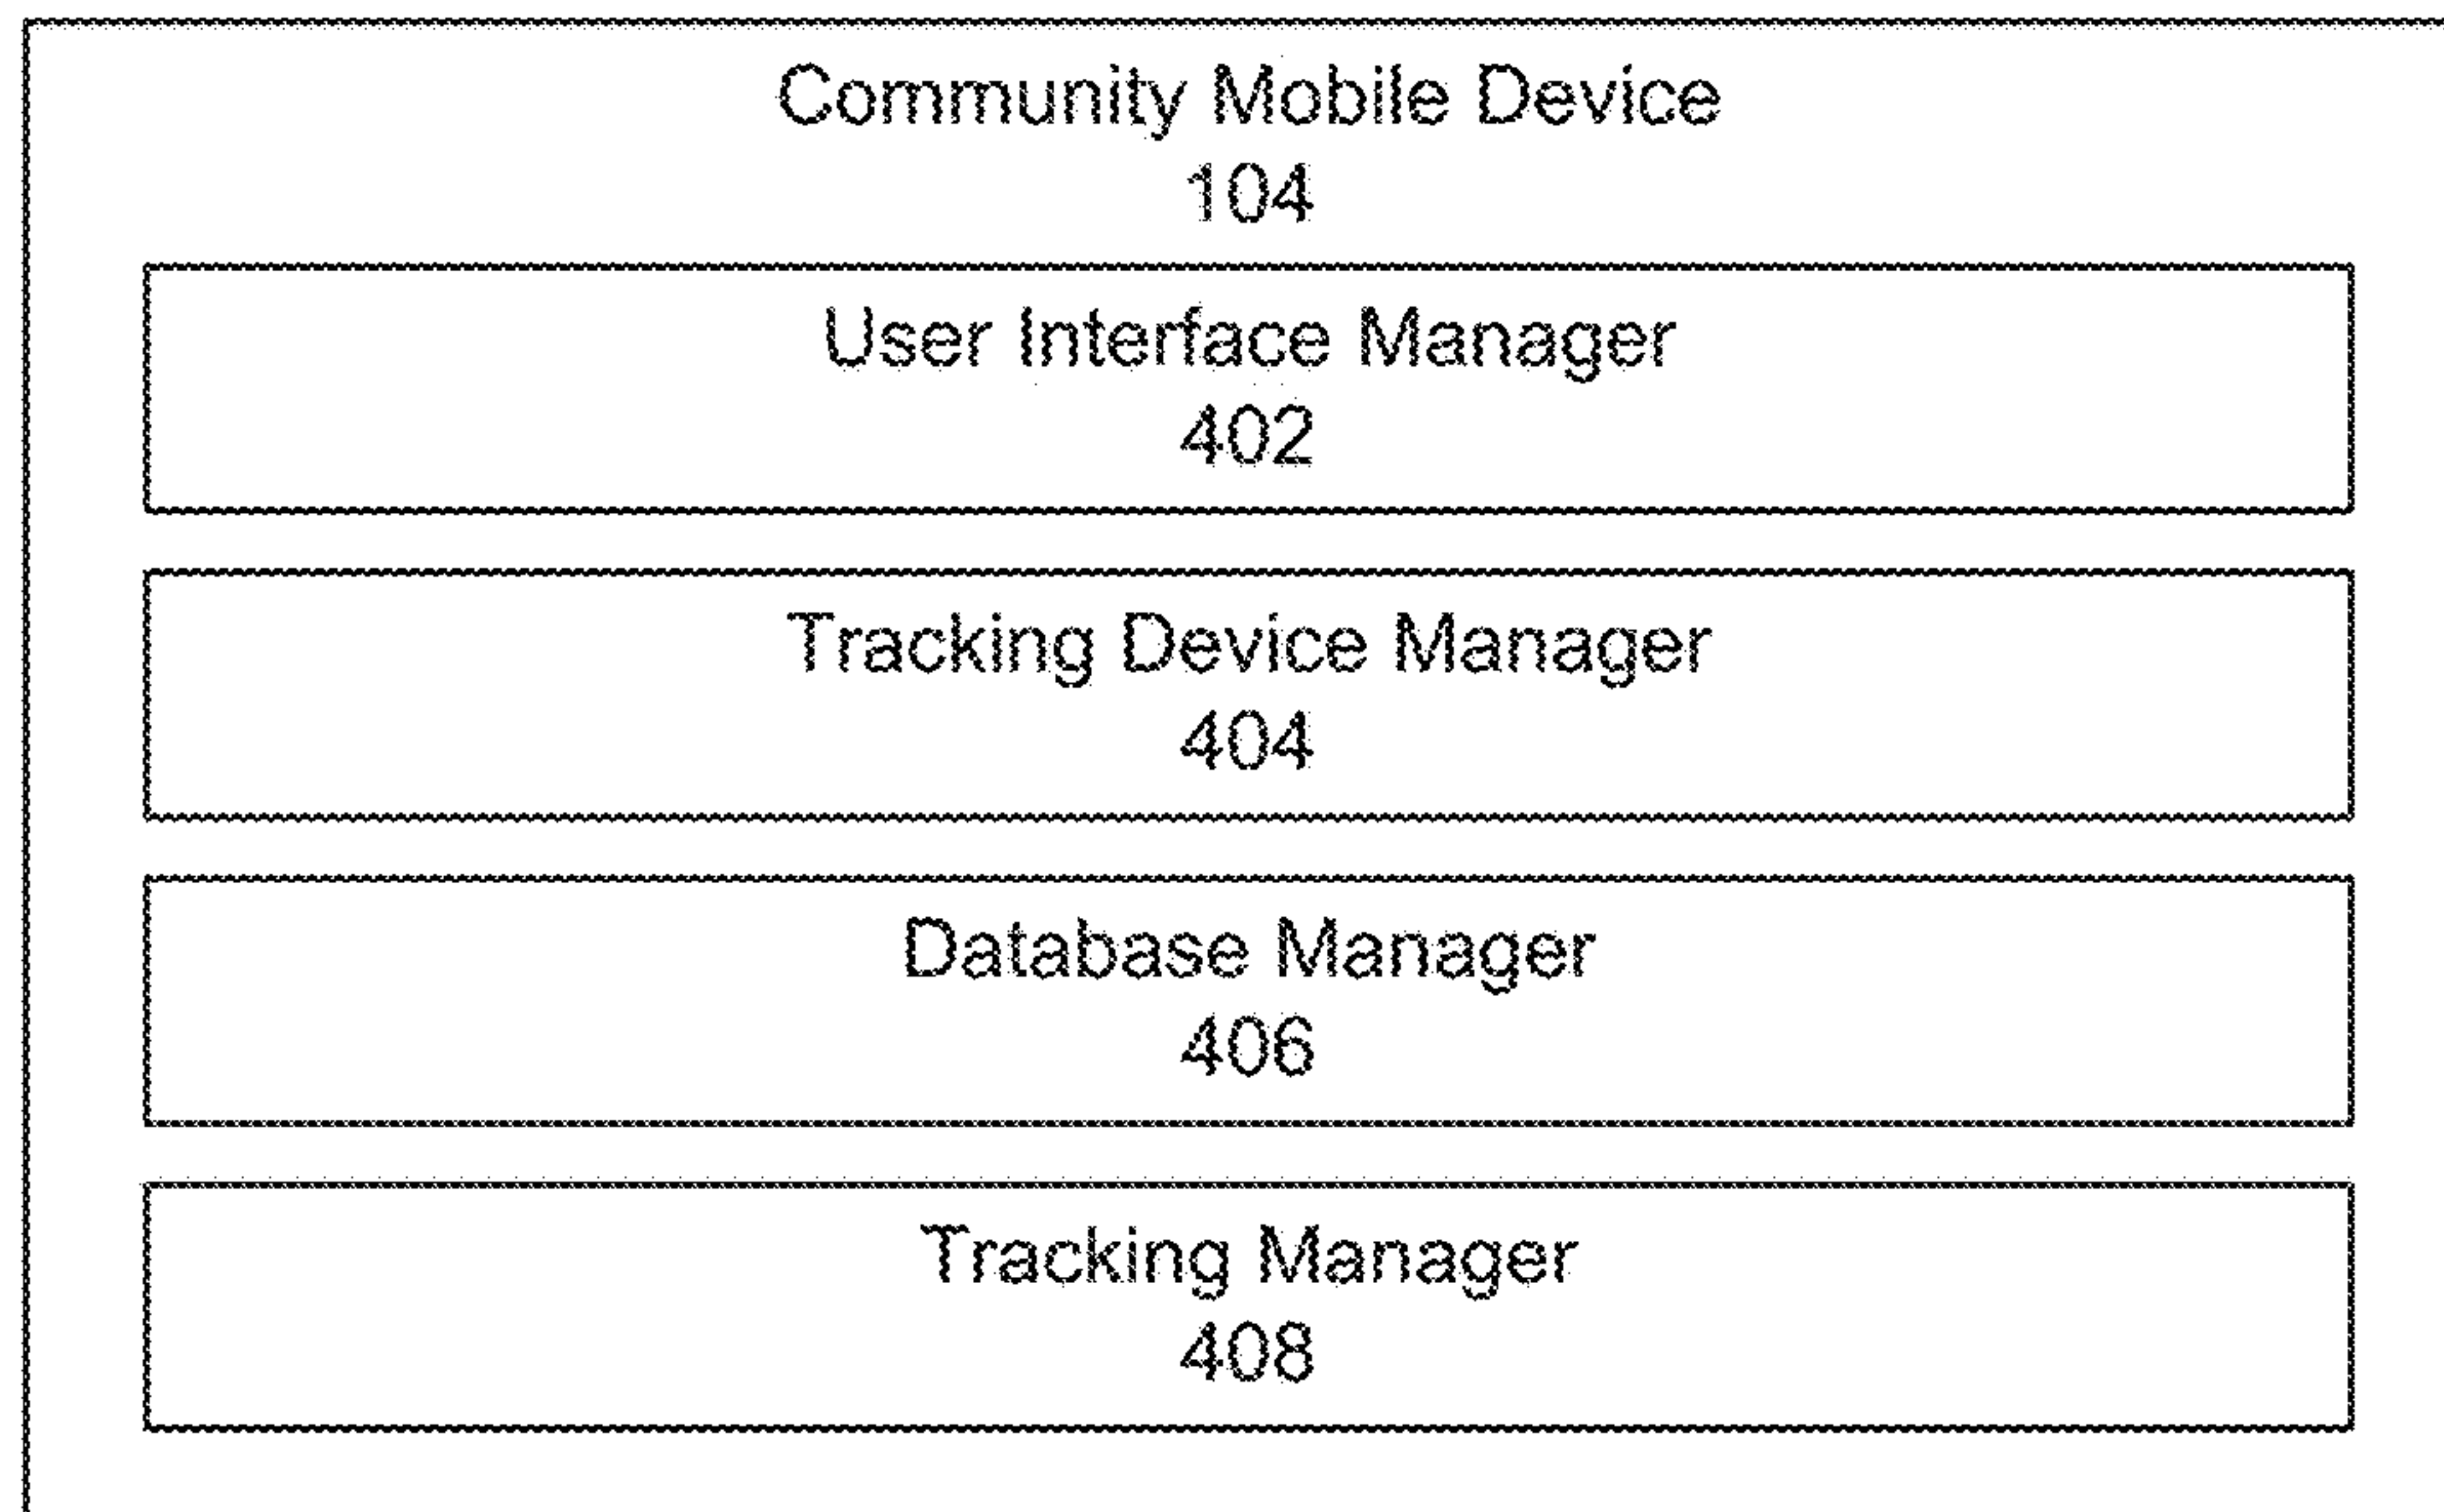 Community Mobile Device
104
User Interface Manager
402
Tracking Device Manager
404
Database Manager
406
Tracking Manager
408